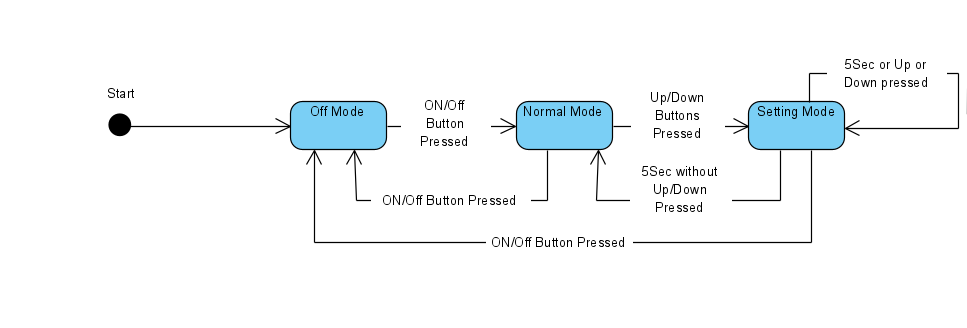 5Sec or Up or
Down pressed
Start
Off Mode
ON/Off
Button
Pressed
Normal Mode
Up/Down
Buttons
Pressed
Setting Mode
5Sec without
Up/Down
Pressed
ON/Off Button Pressed
ON/Off Button Pressed